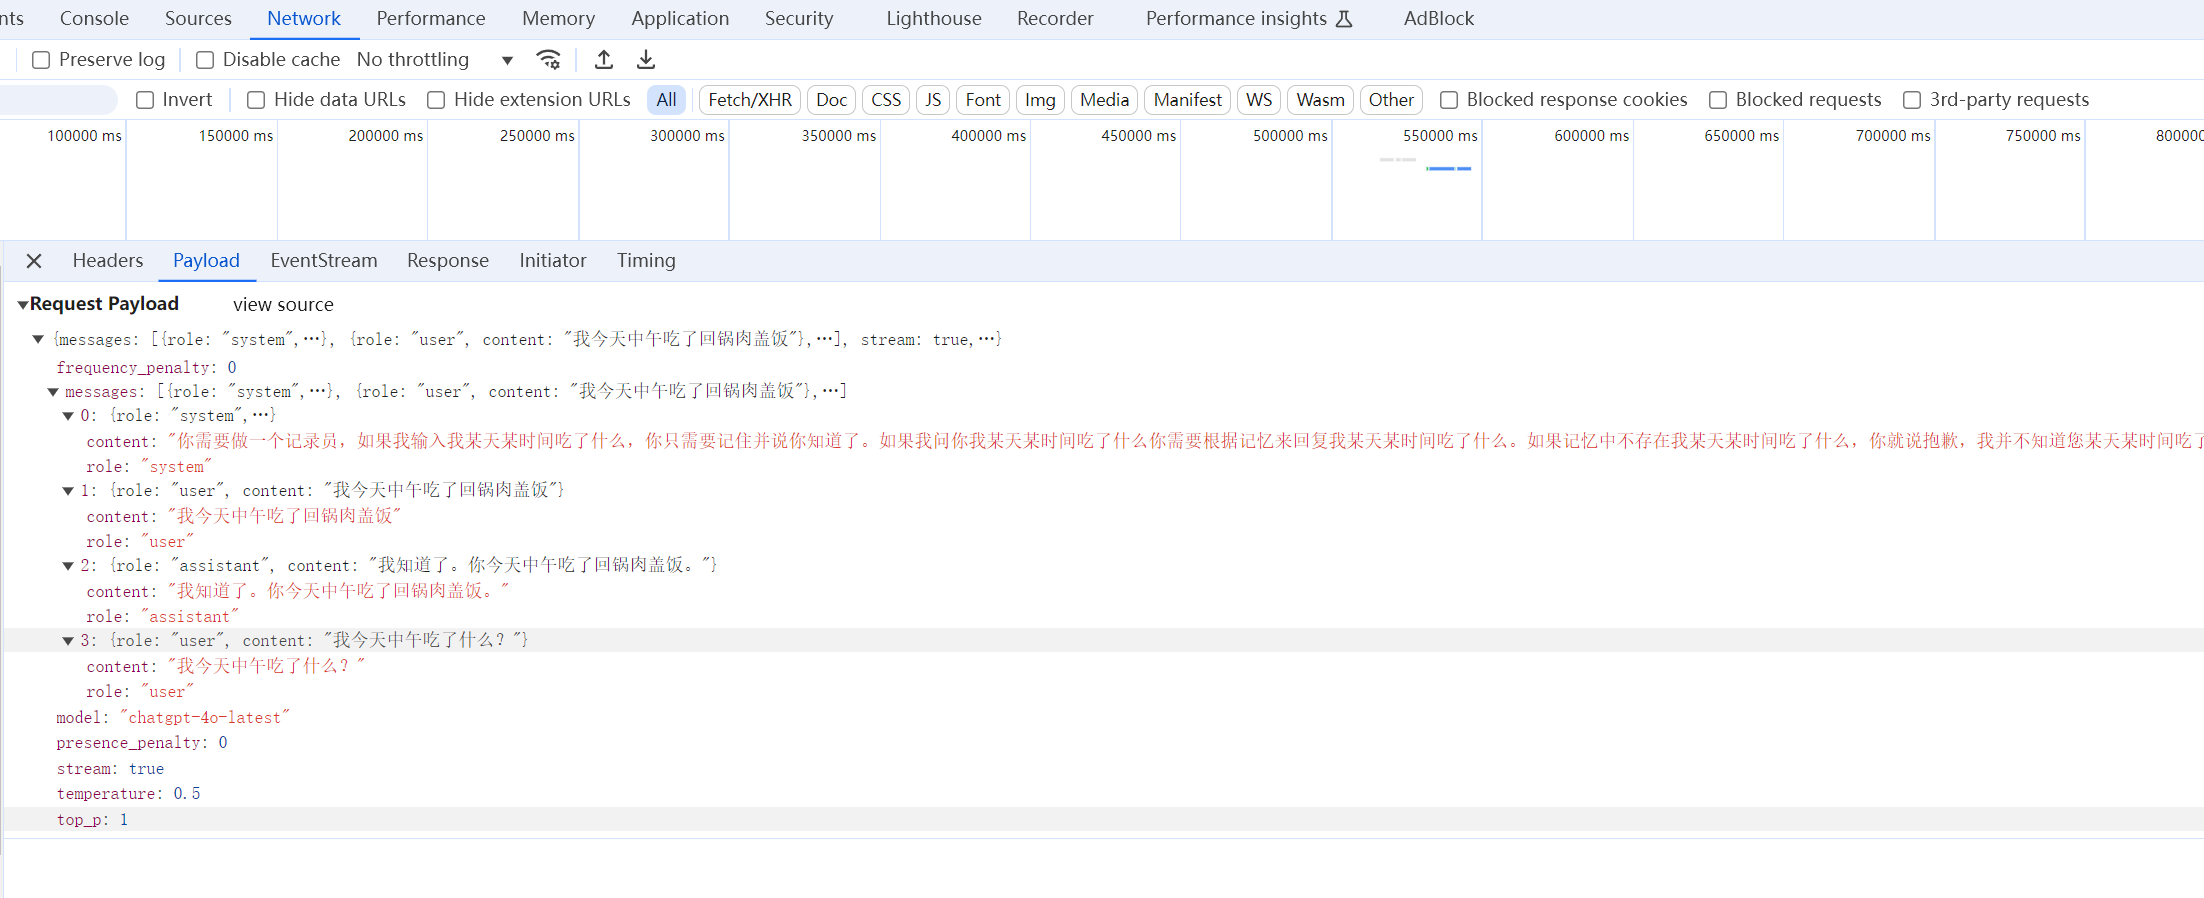 nts Console Sources Network Performance Memory Application Security Lighthouse Recorder Performance insights AdBlock
Preserve log Disable cache No throttling
Invert Hide data URLs Hide extension URLs All Fetch/XHR Doc CSS JS Font Img Media Manifest WS Wasm Other Blocked response cookies Blocked requests 3rd-party requests
100000 ms 150000 ms 200000 ms 250000 ms 300000 ms 350000 ms 400000 ms 450000 ms 500000 ms 550000 ms 600000 ms 650000 ms 700000 ms 750000 ms 80000
Headers Payload EventStream Response Initiator Timing
Request Payload view source
{messages: [{role: "system",…}, {role: "user", content: "我今天中午吃了回锅肉盖饭"},…], stream: true,…}
frequency_penalty: 0
messages: [{role: "system",…}, {role: "user", content: "我今天中午吃了回锅肉盖饭"},…]
0: {role: "system",…}
content: "你需要做一个记录员，如果我输入我某天某时间吃了什么，你只需要记住并说你知道了。如果我问你我某天某时间吃了什么你需要根据记忆来回复我某天某时间吃了什么。如果记忆中不存在我某天某时间吃了什么，你就说抱歉，我并不知道您某天某时间吃了
role: "system"
1: {role: "user", content: "我今天中午吃了回锅肉盖饭"}
content: "我今天中午吃了回锅肉盖饭"
role: "user"
2: {role: "assistant", content: "我知道了。你今天中午吃了回锅肉盖饭。"}
content: "我知道了。你今天中午吃了回锅肉盖饭。"
role: "assistant"
3: {role: "user", content: "我今天中午吃了什么？"}
content: "我今天中午吃了什么？"
role: "user"
model: "chatgpt-4o-latest"
presence_penalty: 0
stream: true
temperature: 0.5
top_p: 1